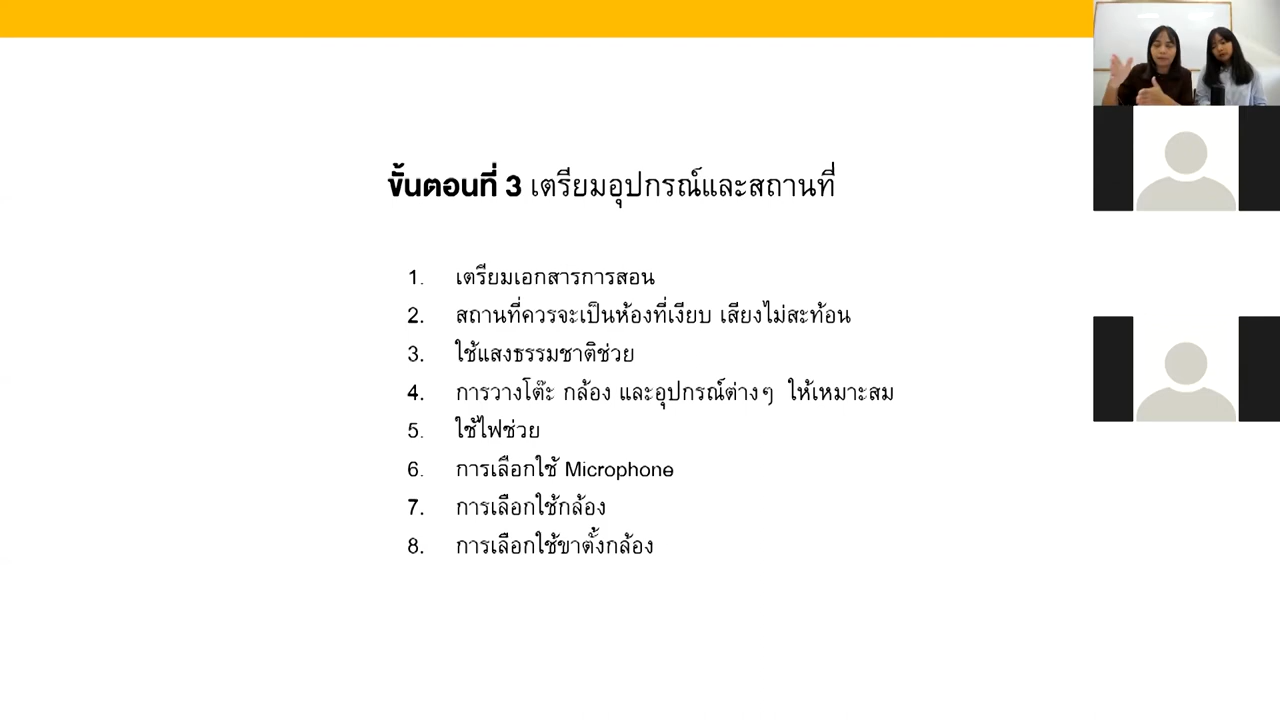 ขั้นตอนที่ 3 เตรียมอุปกรณ์และสถานที่
1. เตรียมเอกสารการสอน
2. สถานที่ควรจะเป็นห้องที่เงียบ เสียงไม่สะท้อน
3. ใช้แสงธรรมชาติช่วย
4. การวางโต๊ะ กล้อง และอุปกรณ์ต่างๆ ให้เหมาะสม
5. ใช้ไฟช่วย
6. การเลือกใช้ Microphone
7. การเลือกใช้กล้อง
8. การเลือกใช้ขาตั้งกล้อง